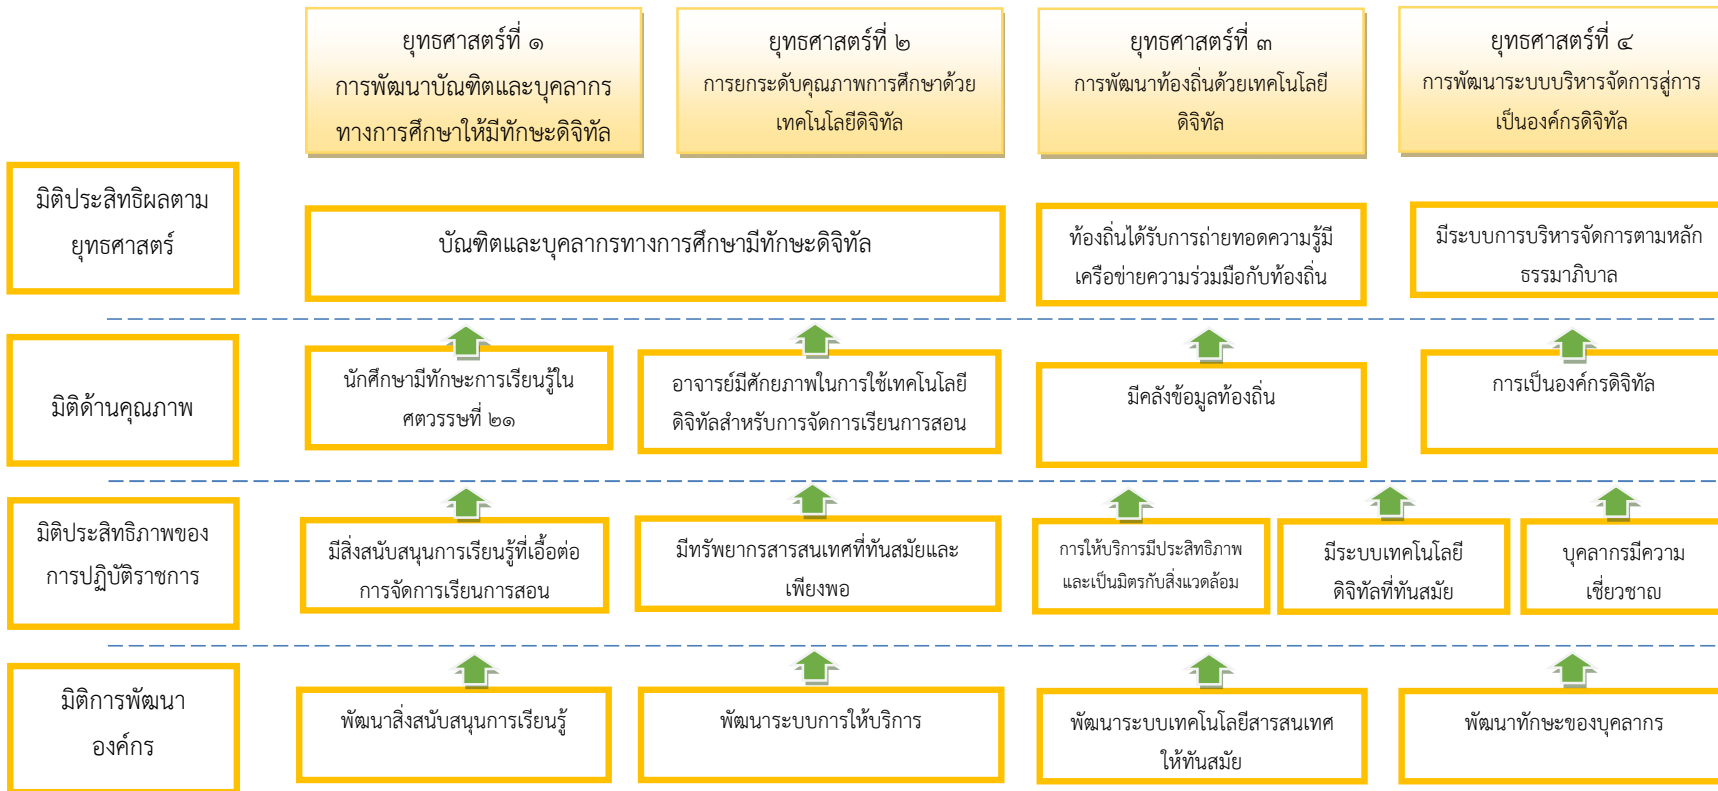 ยุทธศาสตร์ที่ ๑
การพัฒนาบัณฑิตและบุคลากร
ทางการศึกษาให้มีทักษะดิจิทัล
ยุทธศาสตร์ที่ ๒
การยกระดับคุณภาพการศึกษาด้วย
เทคโนโลยีดิจิทัล
ยุทธศาสตร์ที่ ๓
การพัฒนาท้องถิ่นด้วยเทคโนโลยี
ดิจิทัล
ยุทธศาสตร์ที่ ๔
การพัฒนาระบบบริหารจัดการสู่การ
เป็นองค์กรดิจิทัล
มิติประสิทธิผลตาม
ยุทธศาสตร์
บัณฑิตและบุคลากรทางการศึกษามีทักษะดิจิทัล
ท้องถิ่นได้รับการถ่ายทอดความรู้มี
เครือข่ายความร่วมมือกับท้องถิ่น
มีระบบการบริหารจัดการตามหลัก
ธรรมาภิบาล
มิติด้านคุณภาพ
นักศึกษามีทักษะการเรียนรู้ใน
ศตวรรษที่ ๒๑
อาจารย์มีศักยภาพในการใช้เทคโนโลยี
ดิจิทัลสำหรับการจัดการเรียนการสอน
มีคลังข้อมูลท้องถิ่น
การเป็นองค์กรดิจิทัล
มิติประสิทธิภาพของ
การปฏิบัติราชการ
มีสิ่งสนับสนุนการเรียนรู้ที่เอื้อต่อ
การจัดการเรียนการสอน
มีทรัพยากรสารสนเทศที่ทันสมัยและ
เพียงพอ
การให้บริการมีประสิทธิภาพ
และเป็นมิตรกับสิ่งแวดล้อม
มีระบบเทคโนโลยี
ดิจิทัลที่ทันสมัย
บุคลากรมีความ
เชี่ยวชาญ
มิติการพัฒนา
องค์กร
พัฒนาสิ่งสนับสนุนการเรียนรู้
พัฒนาระบบการให้บริการ
พัฒนาระบบเทคโนโลยีสารสนเทศ
ให้ทันสมัย
พัฒนาทักษะของบุคลากร